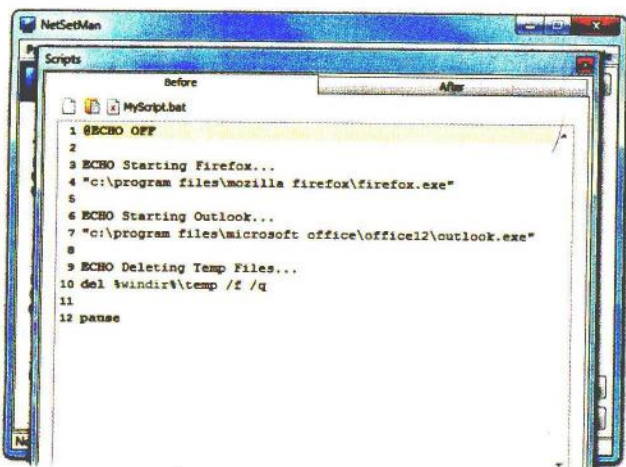 NetSetMan
Scripts
Before
After
MyScript.bat
1 @ECHO OFF
2
3 ECHO Starting Firefox...
4 "c:\program files\mozilla firefox\firefox.exe"
5
6 ECHO Starting Outlook...
7 "c:\program files\microsoft office\office12\outlook.exe"
8
9 ECHO Deleting Temp Files...
10 del %windir%\temp /f /q
11
12 pause